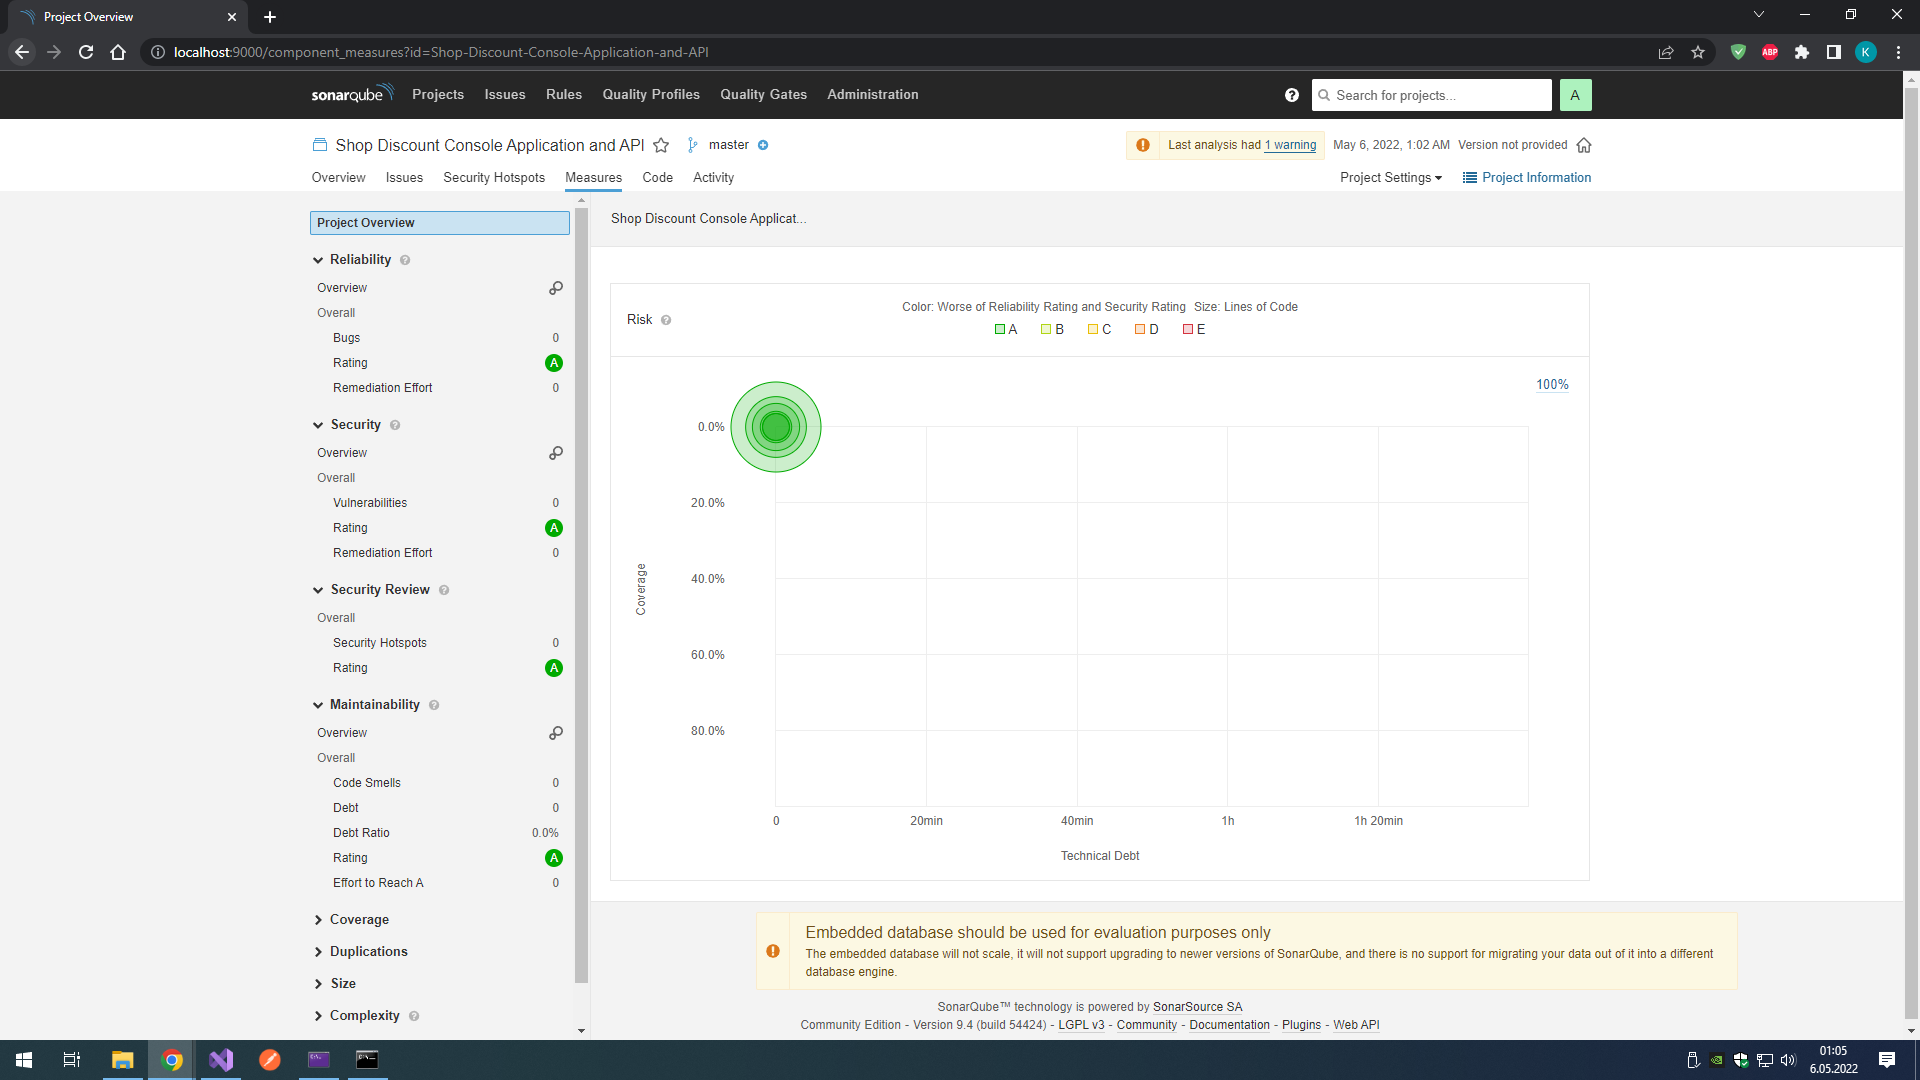 Project Overview
localhost:9000/component_measures?id=Shop-Discount-Console-Application-and-API
ABP
K
sonarqube Projects Issues Rules Quality Profiles Quality Gates Administration
Search for projects...
A
Shop Discount Console Application and API
master
Last analysis had 1 warning
May 6, 2022, 1:02 AM Version not provided
Overview Issues Security Hotspots Measures Code Activity
Project Settings
Project Information
Project Overview
Reliability
Overview
Overall
Bugs 0
Rating A
Remediation Effort 0
Security
Overview
Overall
Vulnerabilities 0
Rating A
Remediation Effort 0
Security Review
Overall
Security Hotspots 0
Rating A
Maintainability
Overview
Overall
Code Smells 0
Debt 0
Debt Ratio 0.0%
Rating A
Effort to Reach A 0
Coverage
Duplications
Size
Complexity
Shop Discount Console Applicat...
Risk
Color: Worse of Reliability Rating and Security Rating Size: Lines of Code
A B C D E
100%
0.0%
20.0%
40.0%
60.0%
80.0%
Coverage
0 20min 40min 1h 1h 20min
Technical Debt
Embedded database should be used for evaluation purposes only
The embedded database will not scale, it will not support upgrading to newer versions of SonarQube, and there is no support for migrating your data out of it into a different
database engine.
SonarQube™ technology is powered by SonarSource SA
Community Edition - Version 9.4 (build 54424) - LGPL v3 - Community - Documentation - Plugins - Web API
01:05
6.05.2022